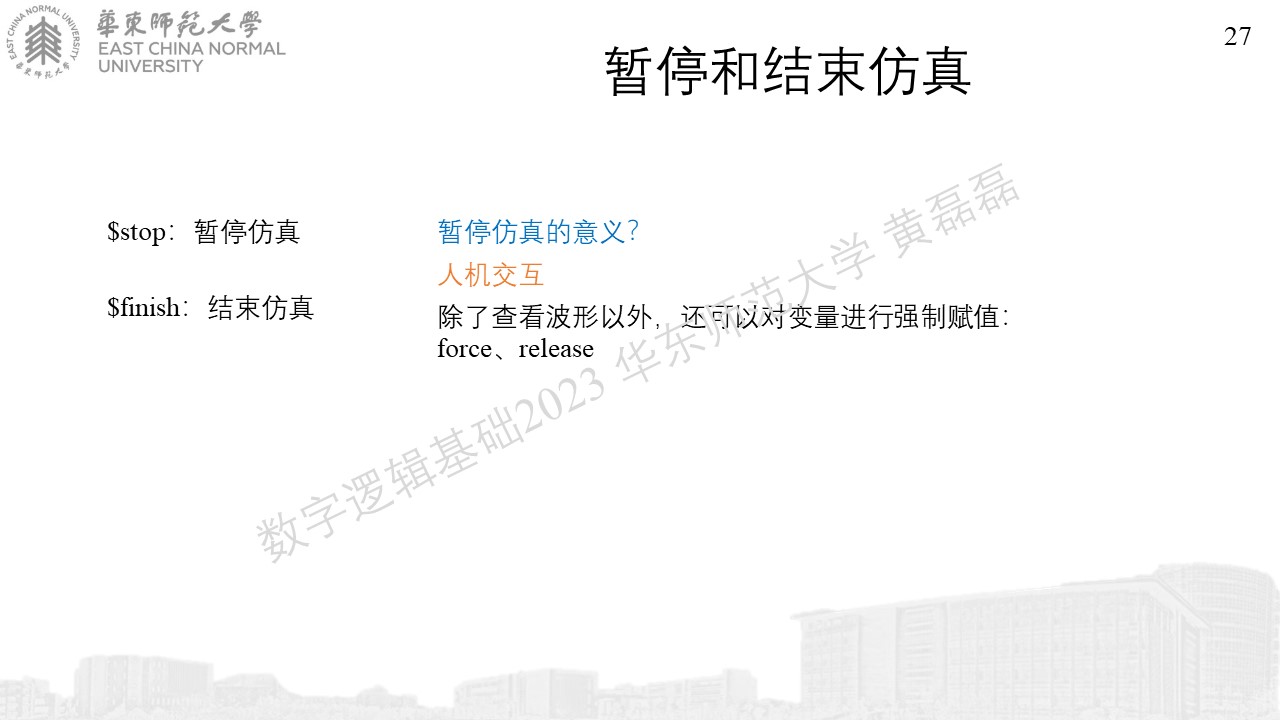 EAST CHINA NORMAL UNIVERSITY
華東師範大學
華東師範大學
EAST CHINA NORMAL
UNIVERSITY
27
暂停和结束仿真
$stop：暂停仿真
$finish：结束仿真
暂停仿真的意义？
人机交互
除了查看波形以外，还可以对变量进行强制赋值：
force、release
数字逻辑基础2023 华东师范大学 黄磊磊